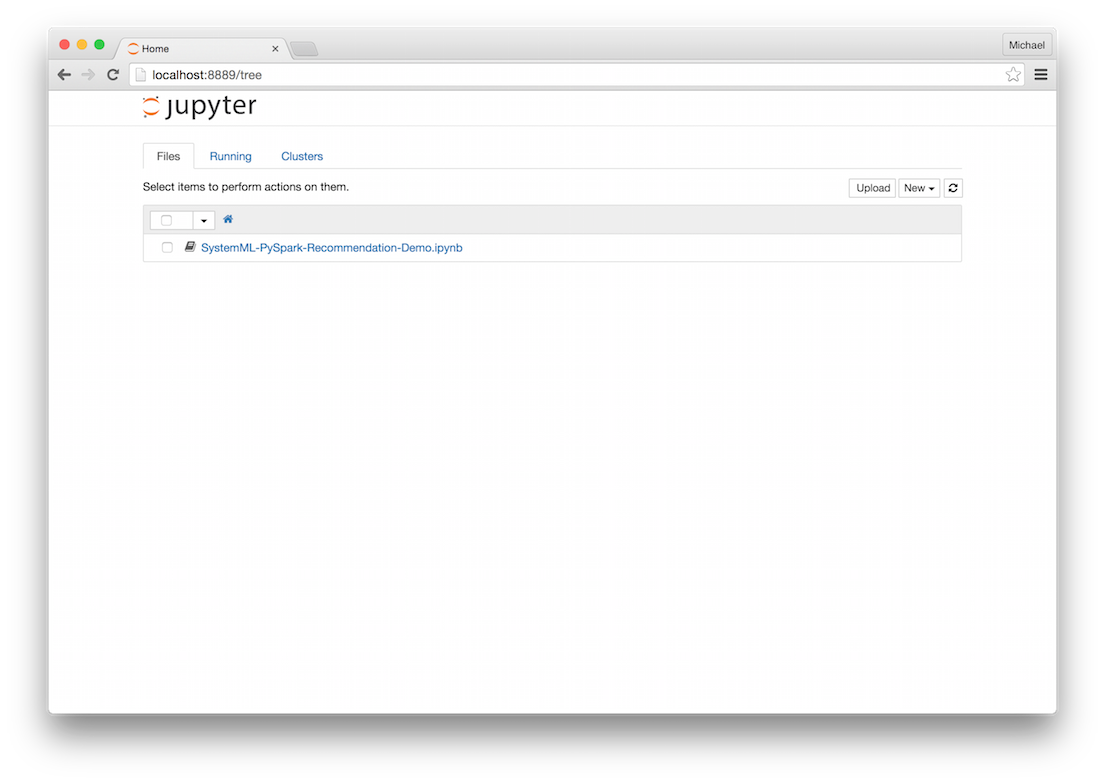 Home
Michael
localhost:8889/tree
jupyter
Files Running Clusters
Select items to perform actions on them.
Upload New
SystemML-PySpark-Recommendation-Demo.ipynb